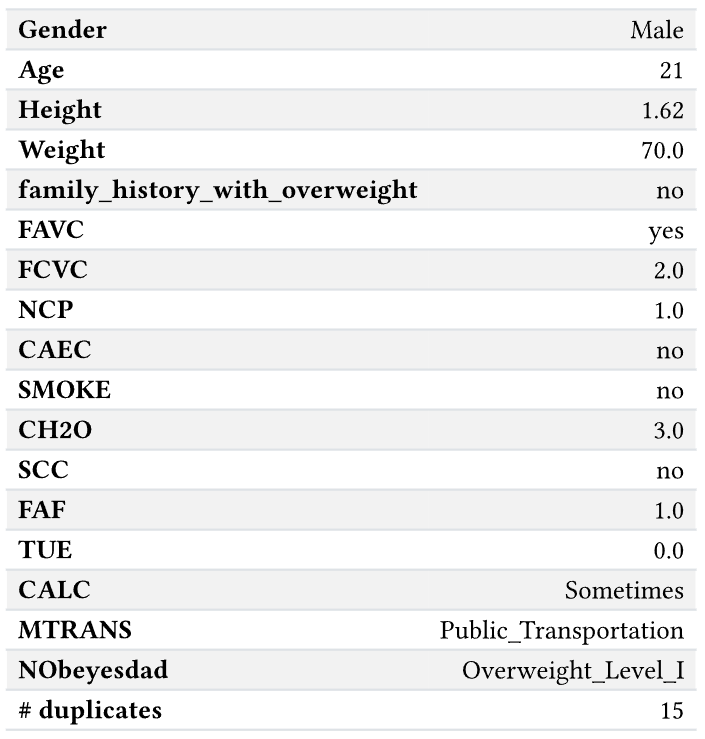 Gender Male
Age 21
Height 1.62
Weight 70.0
family_history_with_overweight no
FAVC yes
FCVC 2.0
NCP 1.0
CAEC no
SMOKE no
CH2O 3.0
SCC no
FAF 1.0
TUE 0.0
CALC Sometimes
MTRANS Public_Transportation
NObeyesdad Overweight_Level_I
# duplicates 15